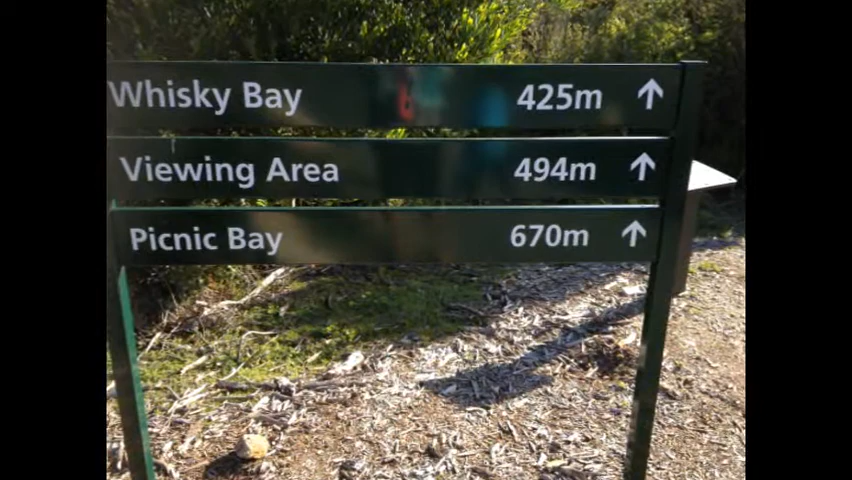 Whisky Bay 425m ↑
Viewing Area 494m ↑
Picnic Bay 670m ↑